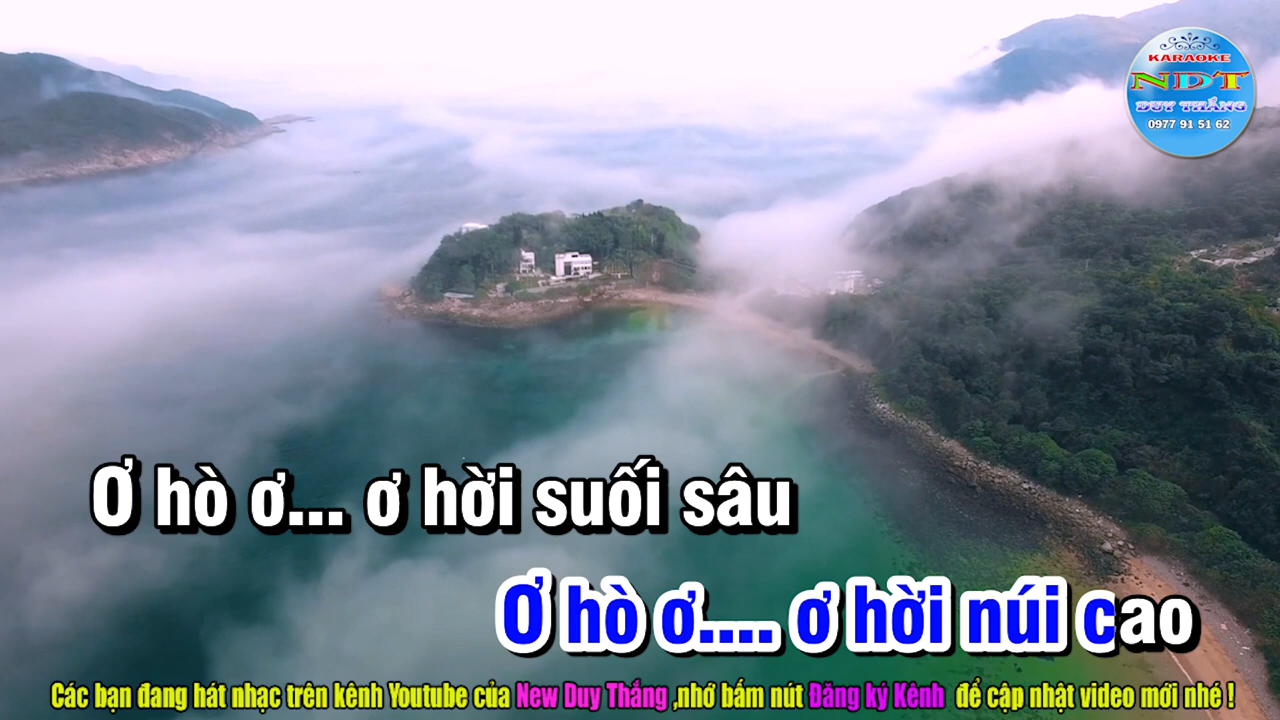 KARAOKE
NDT
DUY THẮNG
0977 91 51 62
Ơ hò ơ... ơ hời suối sâu
Ơ hò ơ.... ơ hời núi cao
Các bạn đang hát nhạc trên kênh Youtube của New Duy Thắng ,nhớ bấm nút Đăng ký Kênh để cập nhật video mới nhé !